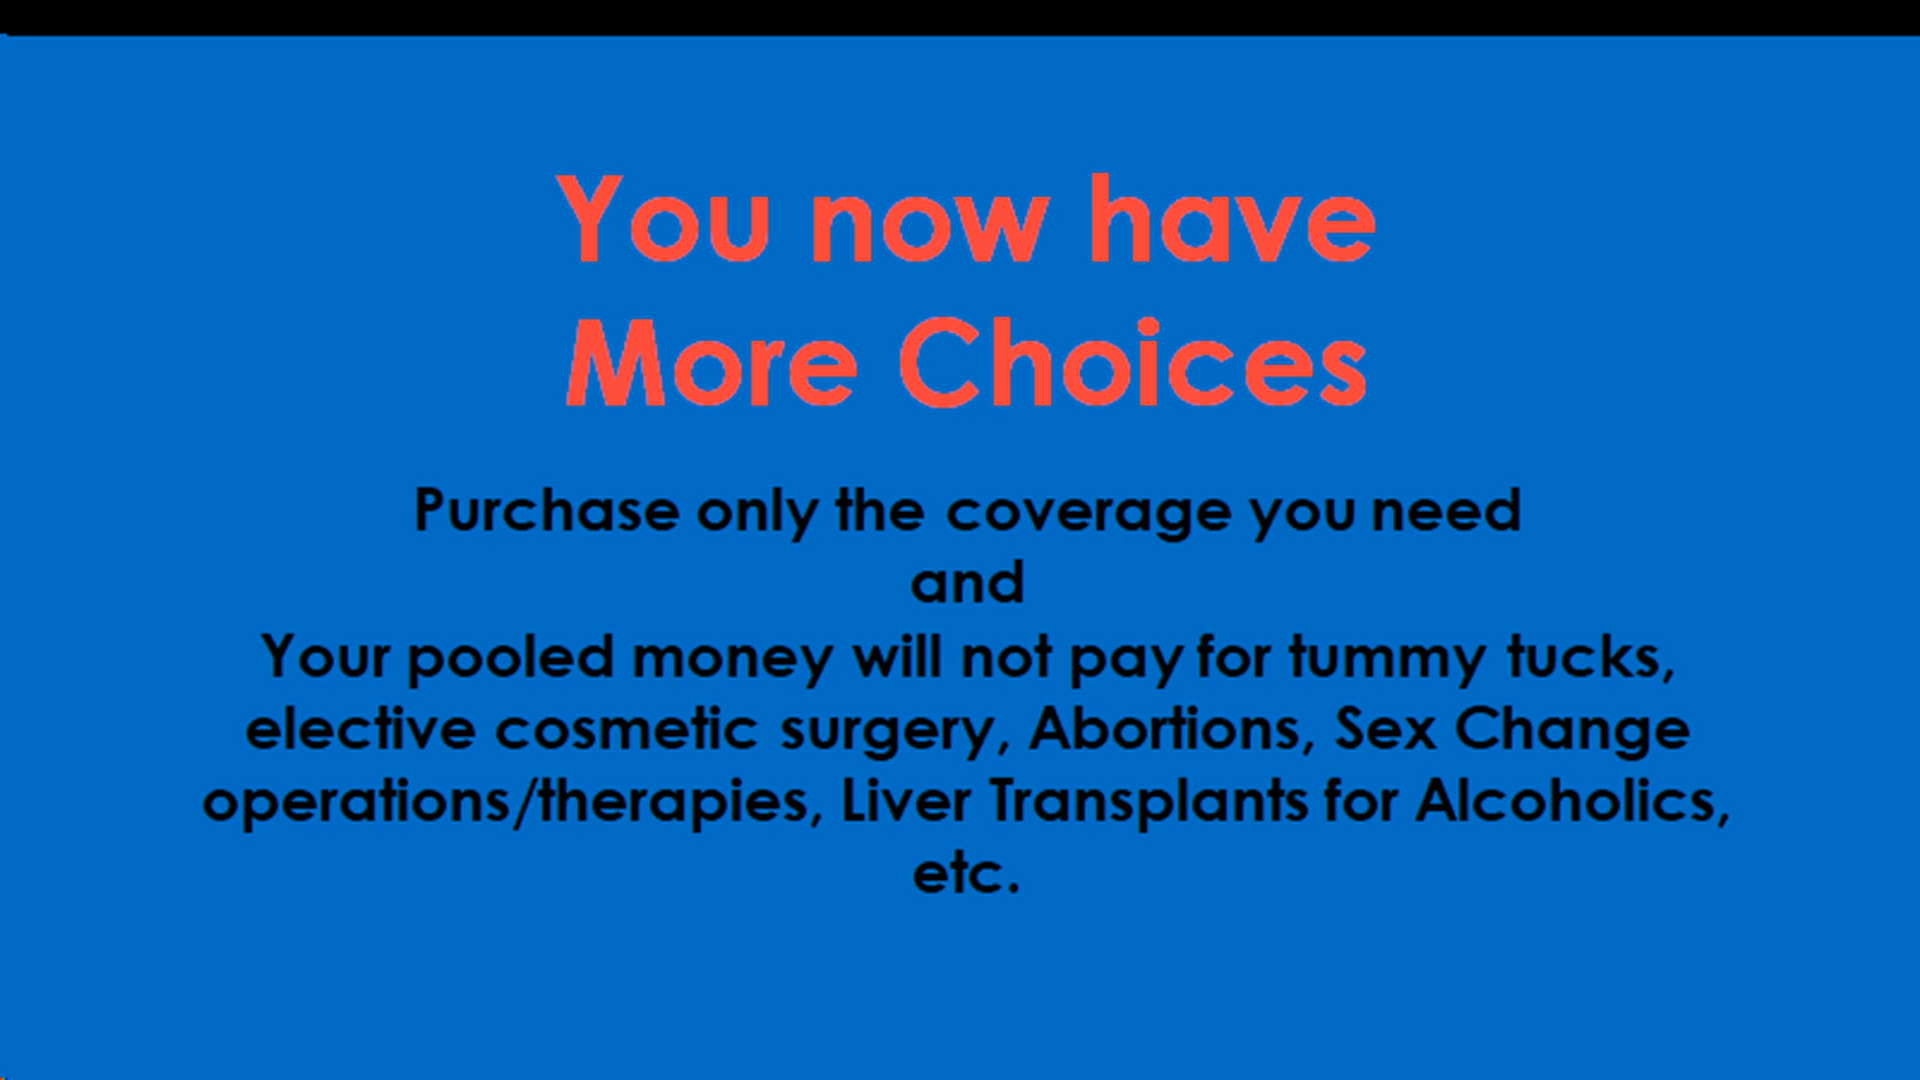 You now have
More Choices
Purchase only the coverage you need
and
Your pooled money will not pay for tummy tucks,
elective cosmetic surgery, Abortions, Sex Change
operations/therapies, Liver Transplants for Alcoholics,
etc.